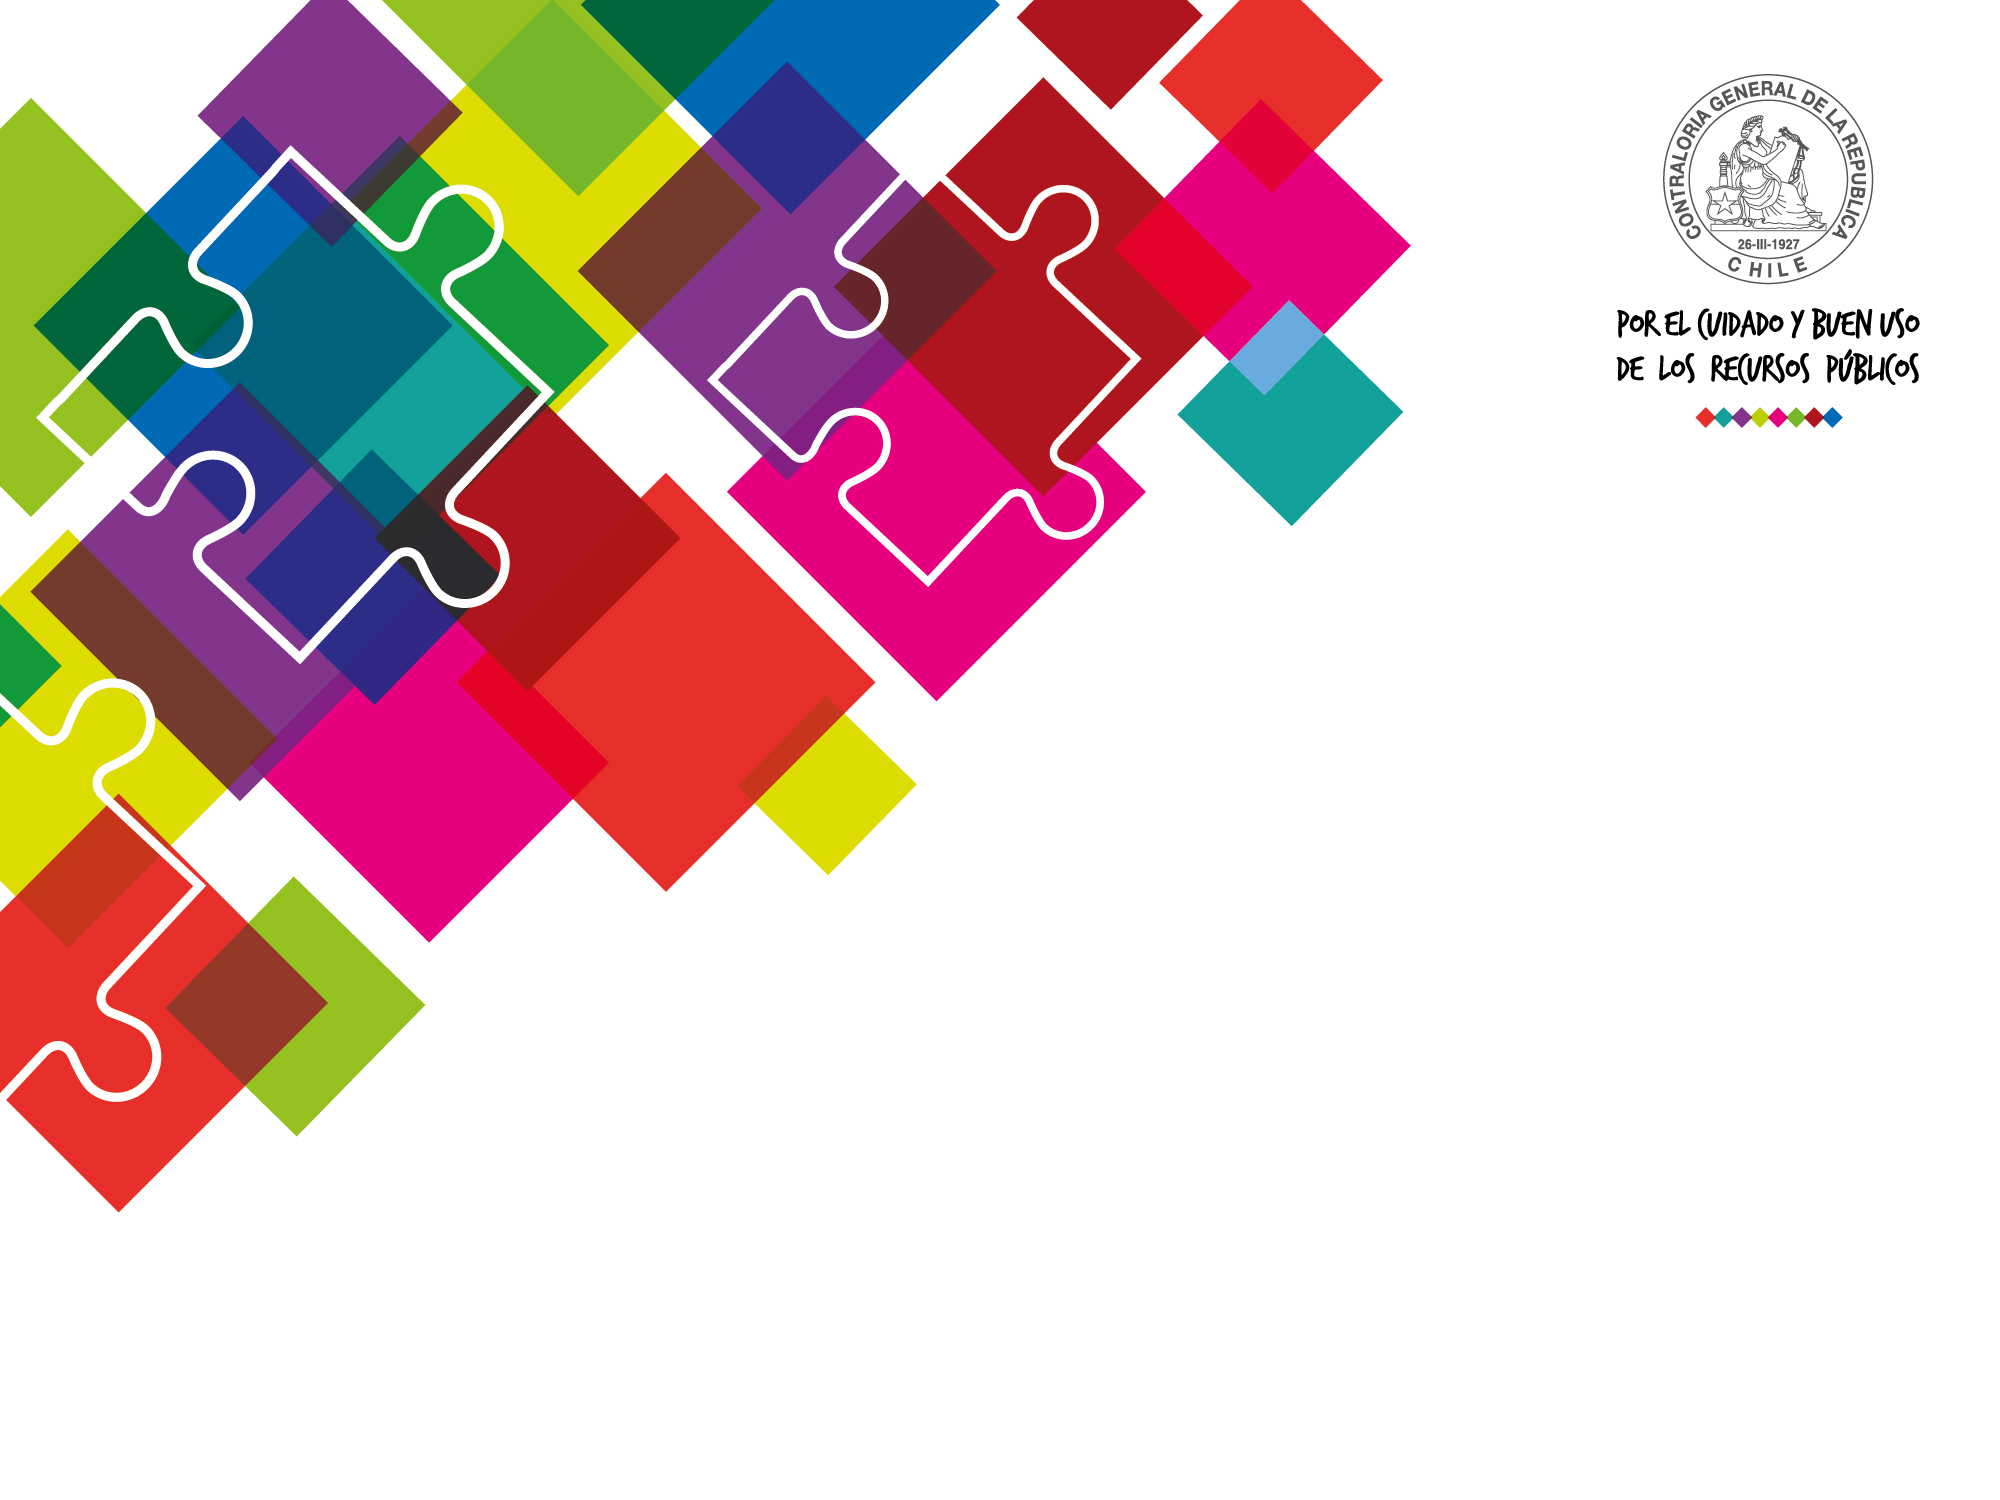 CONTRALORIA GENERAL DE LA REPUBLICA
26-III-1927
CHILE
POR EL CUIDADO Y BUEN USO
DE LOS RECURSOS PÚBLICOS